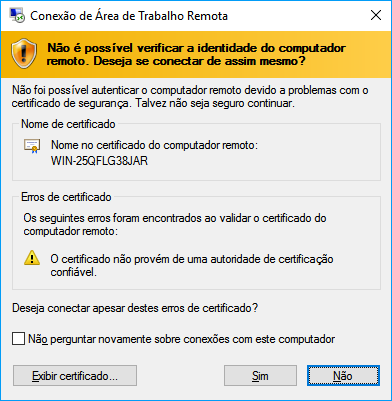 Conexão de Área de Trabalho Remota
Não é possível verificar a identidade do computador
remoto. Deseja se conectar de assim mesmo?
Não foi possível autenticar o computador remoto devido a problemas com o
certificado de segurança. Talvez não seja seguro continuar.
Nome de certificado
Nome no certificado do computador remoto:
WIN-25QFLG38JAR
Erros de certificado
Os seguintes erros foram encontrados ao validar o certificado do
computador remoto:
O certificado não provém de uma autoridade de certificação
confiável.
Deseja conectar apesar destes erros de certificado?
Não perguntar novamente sobre conexões com este computador
Exibir certificado...
Sim
Não